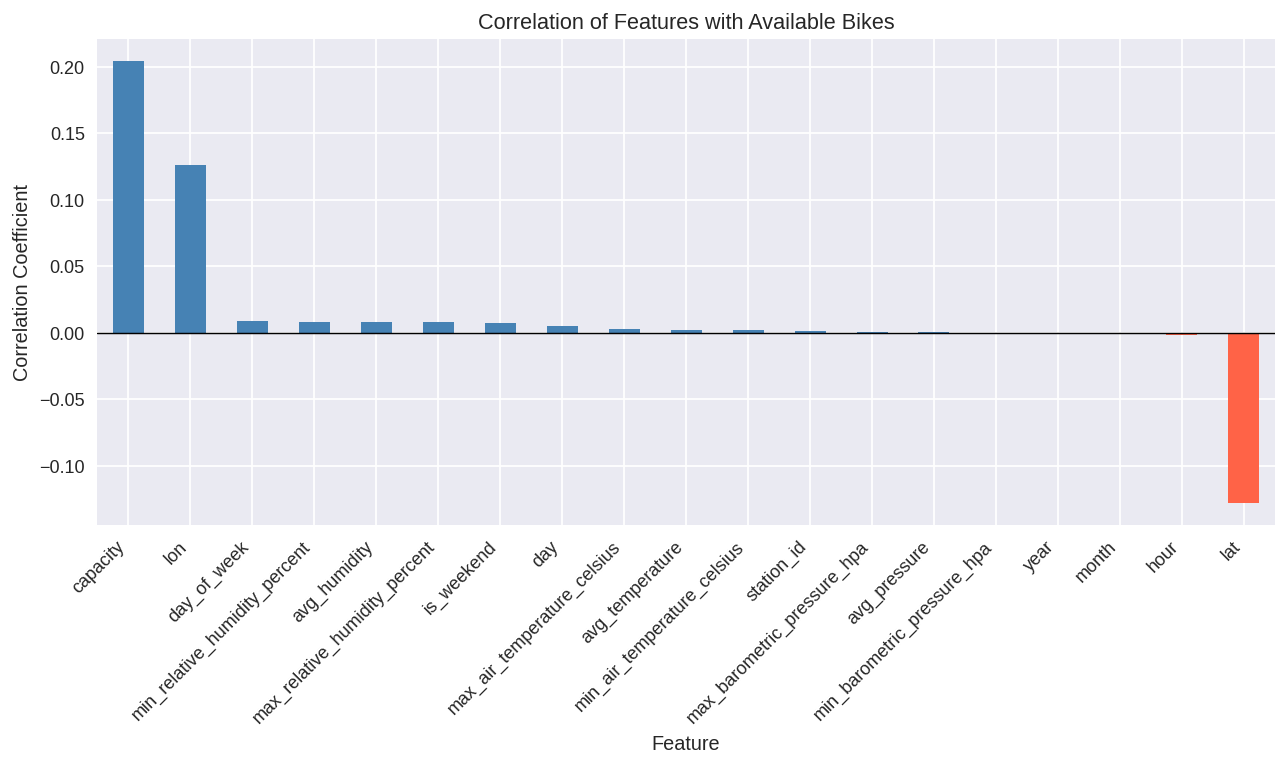 Correlation of Features with Available Bikes
Correlation Coefficient
0.20
0.15
0.10
0.05
0.00
−0.05
−0.10
capacity
lon
day_of_week
min_relative_humidity_percent
avg_humidity
max_relative_humidity_percent
is_weekend
day
max_air_temperature_celsius
avg_temperature
min_air_temperature_celsius
station_id
max_barometric_pressure_hpa
avg_pressure
min_barometric_pressure_hpa
year
month
hour
lat
Feature